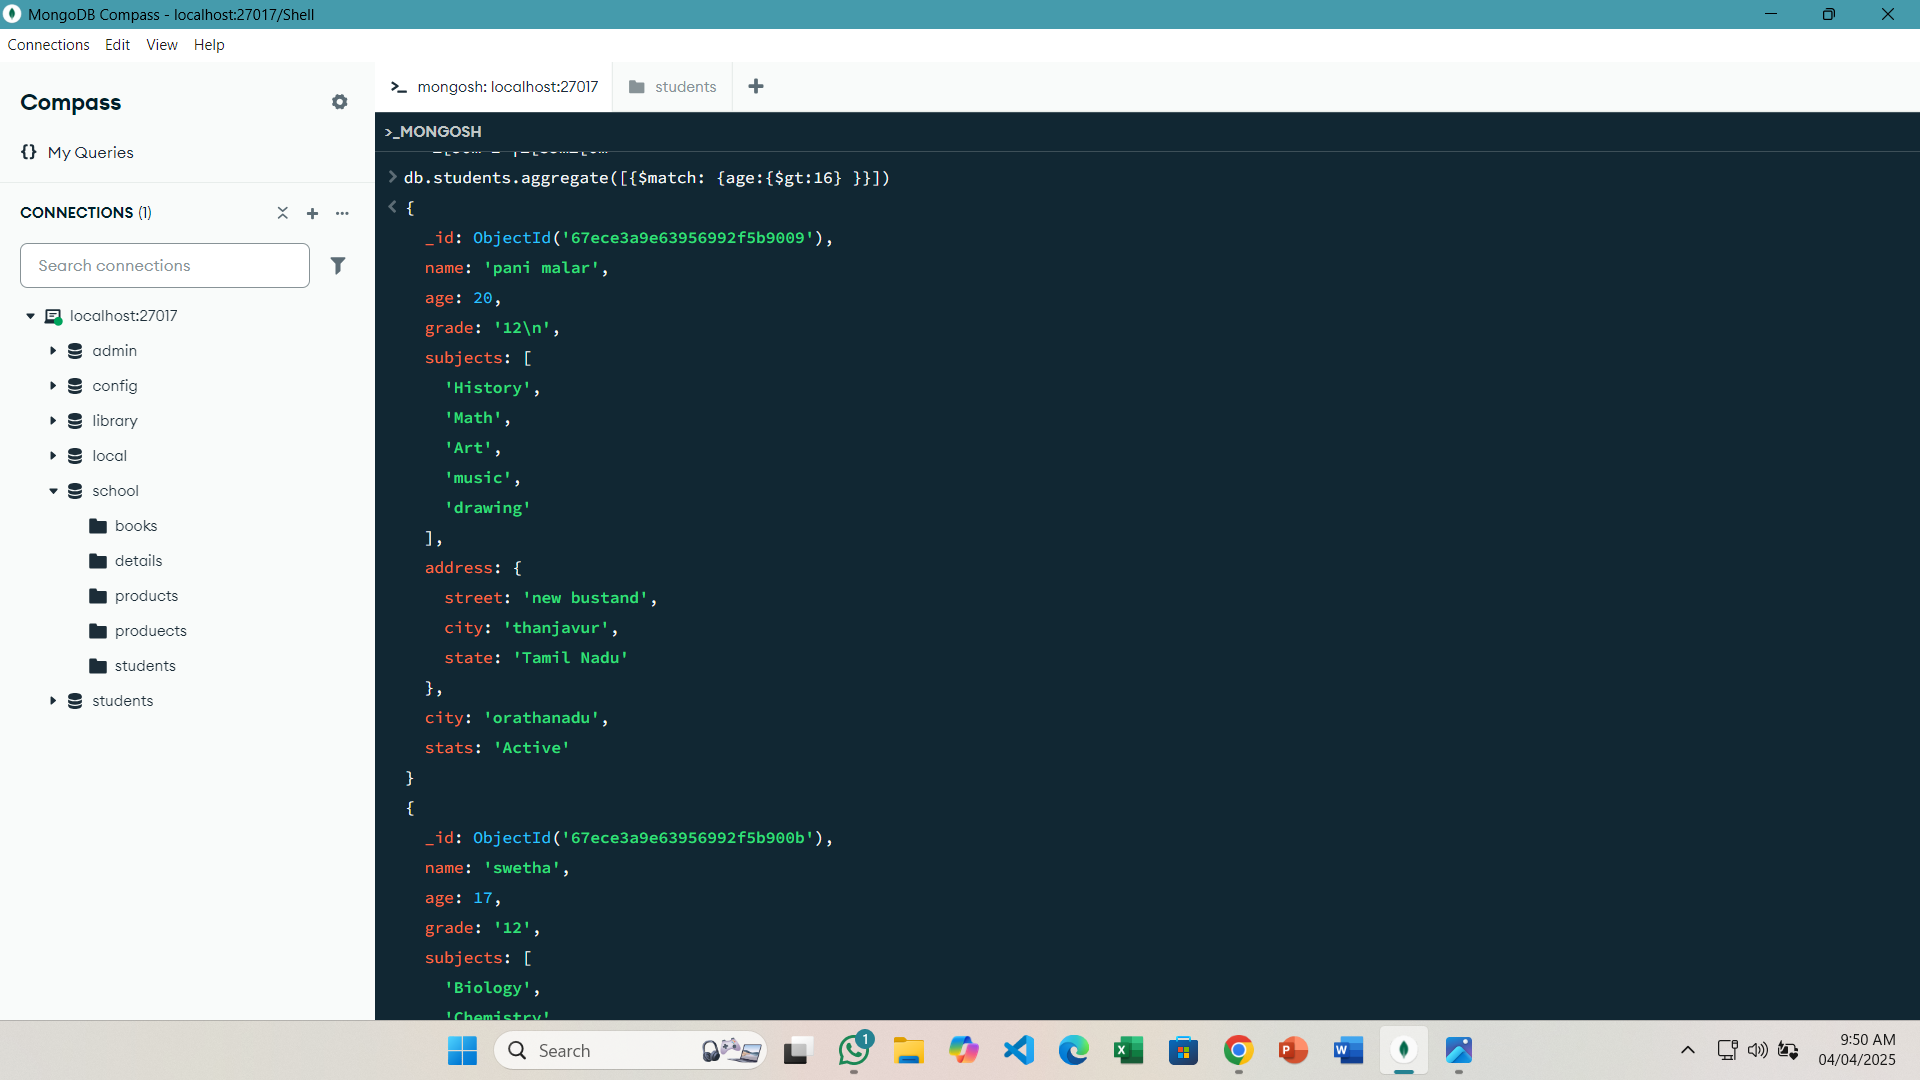 MongoDB Compass - localhost:27017/Shell
Connections Edit View Help
Compass
{} My Queries
CONNECTIONS (1)
Search connections
localhost:27017
admin
config
library
local
school
books
details
products
produects
students
students
>_ mongosh: localhost:27017
students
>_MONGOSH
> db.students.aggregate([{$match: {age:{$gt:16} }}])
< {
_id: ObjectId('67ece3a9e63956992f5b9009'),
name: 'pani malar',
age: 20,
grade: '12\n',
subjects: [
'History',
'Math',
'Art',
'music',
'drawing'
],
address: {
street: 'new bustand',
city: 'thanjavur',
state: 'Tamil Nadu'
},
city: 'orathanadu',
stats: 'Active'
}
{
_id: ObjectId('67ece3a9e63956992f5b900b'),
name: 'swetha',
age: 17,
grade: '12',
subjects: [
'Biology',
'Chemistry'
Search
1
9:50 AM
04/04/2025